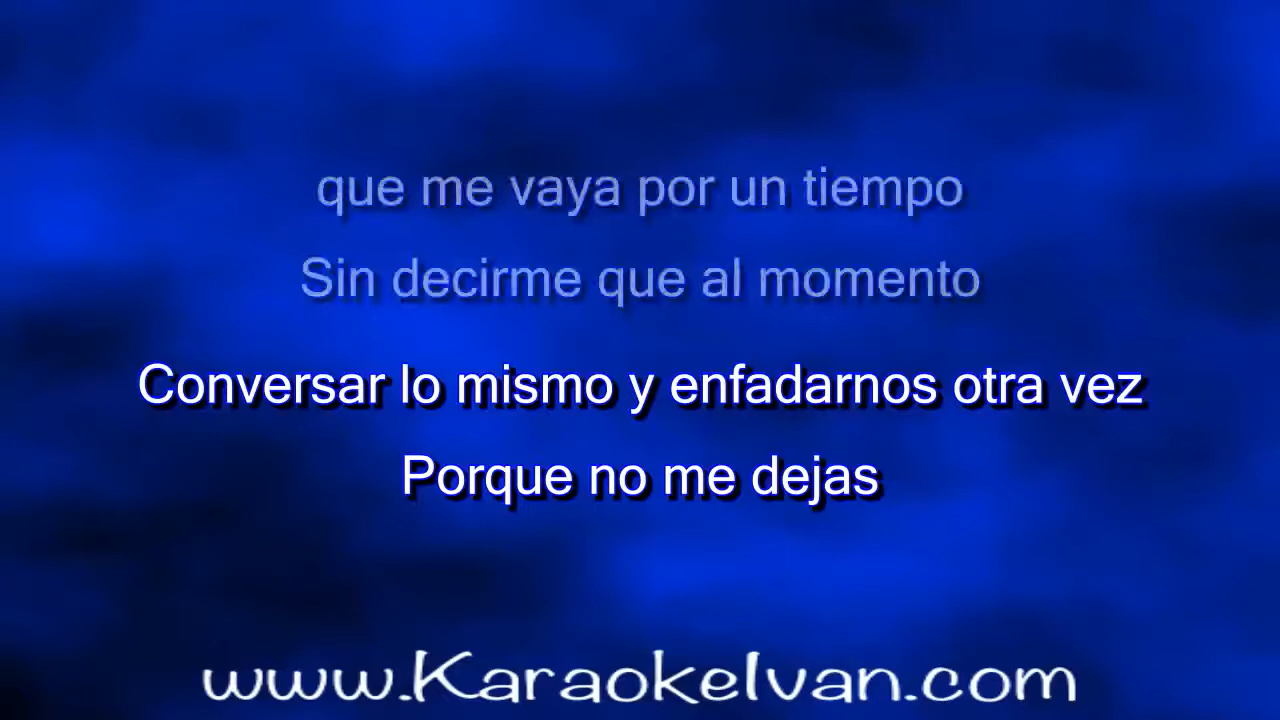 que me vaya por un tiempo
Sin decirme que al momento
Conversar lo mismo y enfadarnos otra vez
Porque no me dejas
www.KaraokeIvan.com